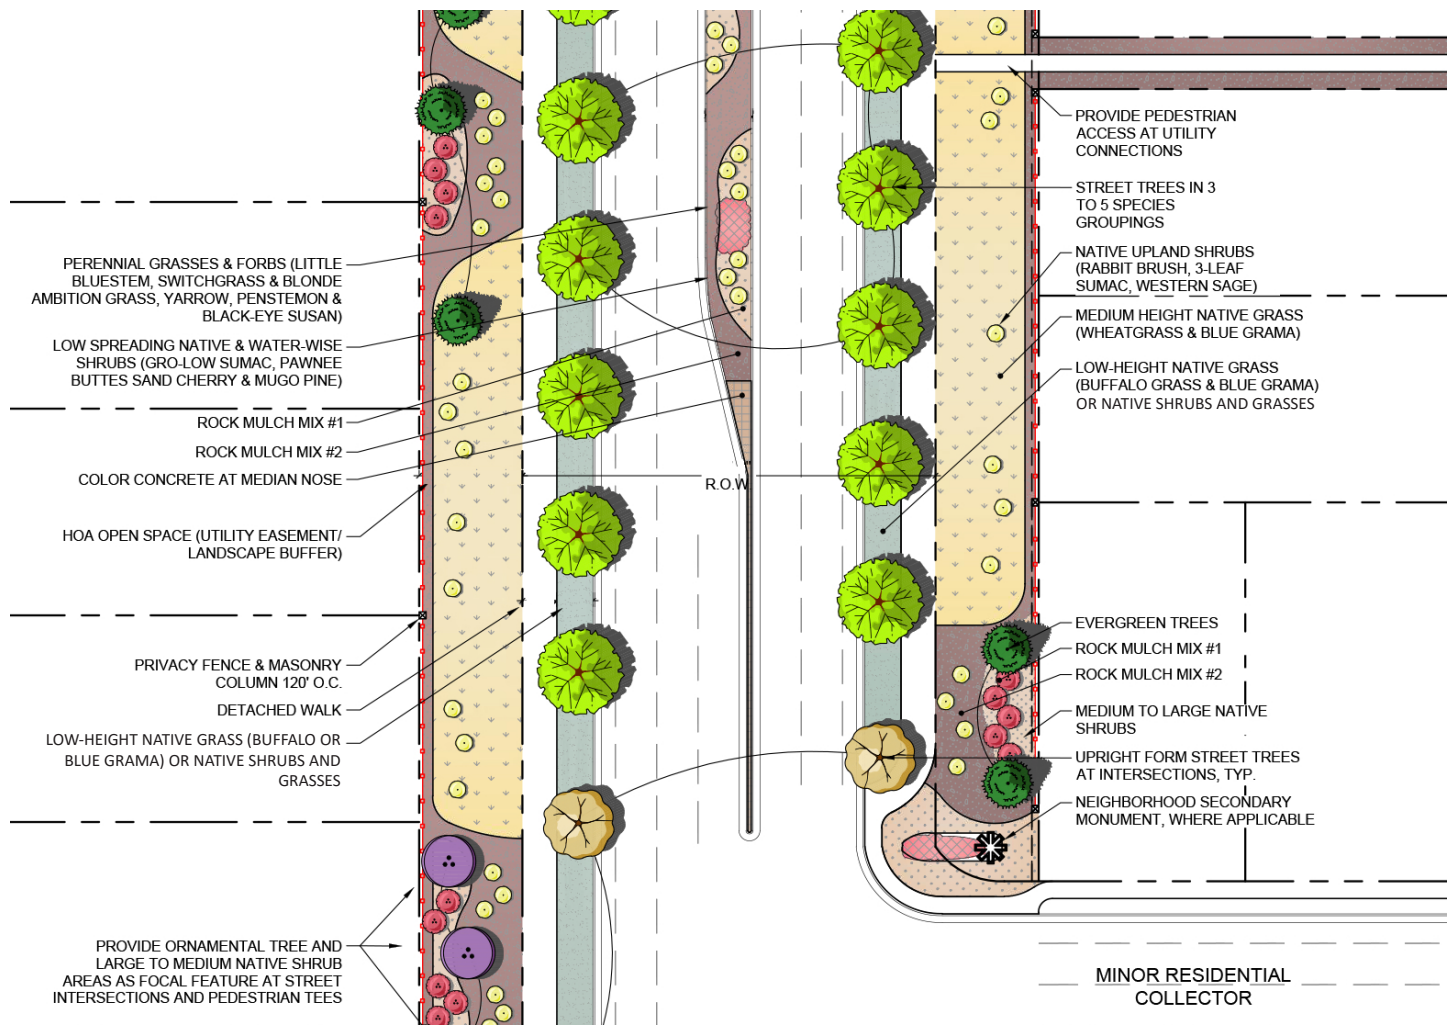 PERENNIAL GRASSES & FORBS (LITTLE
BLUESTEM, SWITCHGRASS & BLONDE
AMBITION GRASS, YARROW, PENSTEMON &
BLACK-EYE SUSAN)
LOW SPREADING NATIVE & WATER-WISE
SHRUBS (GRO-LOW SUMAC, PAWNEE
BUTTES SAND CHERRY & MUGO PINE)
ROCK MULCH MIX #1
ROCK MULCH MIX #2
COLOR CONCRETE AT MEDIAN NOSE
HOA OPEN SPACE (UTILITY EASEMENT/
LANDSCAPE BUFFER)
PRIVACY FENCE & MASONRY
COLUMN 120' O.C.
DETACHED WALK
LOW-HEIGHT NATIVE GRASS (BUFFALO OR
BLUE GRAMA) OR NATIVE SHRUBS AND
GRASSES
PROVIDE ORNAMENTAL TREE AND
LARGE TO MEDIUM NATIVE SHRUB
AREAS AS FOCAL FEATURE AT STREET
INTERSECTIONS AND PEDESTRIAN TEES
R.O.W
PROVIDE PEDESTRIAN
ACCESS AT UTILITY
CONNECTIONS
STREET TREES IN 3
TO 5 SPECIES
GROUPINGS
NATIVE UPLAND SHRUBS
(RABBIT BRUSH, 3-LEAF
SUMAC, WESTERN SAGE)
MEDIUM HEIGHT NATIVE GRASS
(WHEATGRASS & BLUE GRAMA)
LOW-HEIGHT NATIVE GRASS
(BUFFALO GRASS & BLUE GRAMA)
OR NATIVE SHRUBS AND GRASSES
EVERGREEN TREES
ROCK MULCH MIX #1
ROCK MULCH MIX #2
MEDIUM TO LARGE NATIVE
SHRUBS
UPRIGHT FORM STREET TREES
AT INTERSECTIONS, TYP.
NEIGHBORHOOD SECONDARY
MONUMENT, WHERE APPLICABLE
MINOR RESIDENTIAL
COLLECTOR